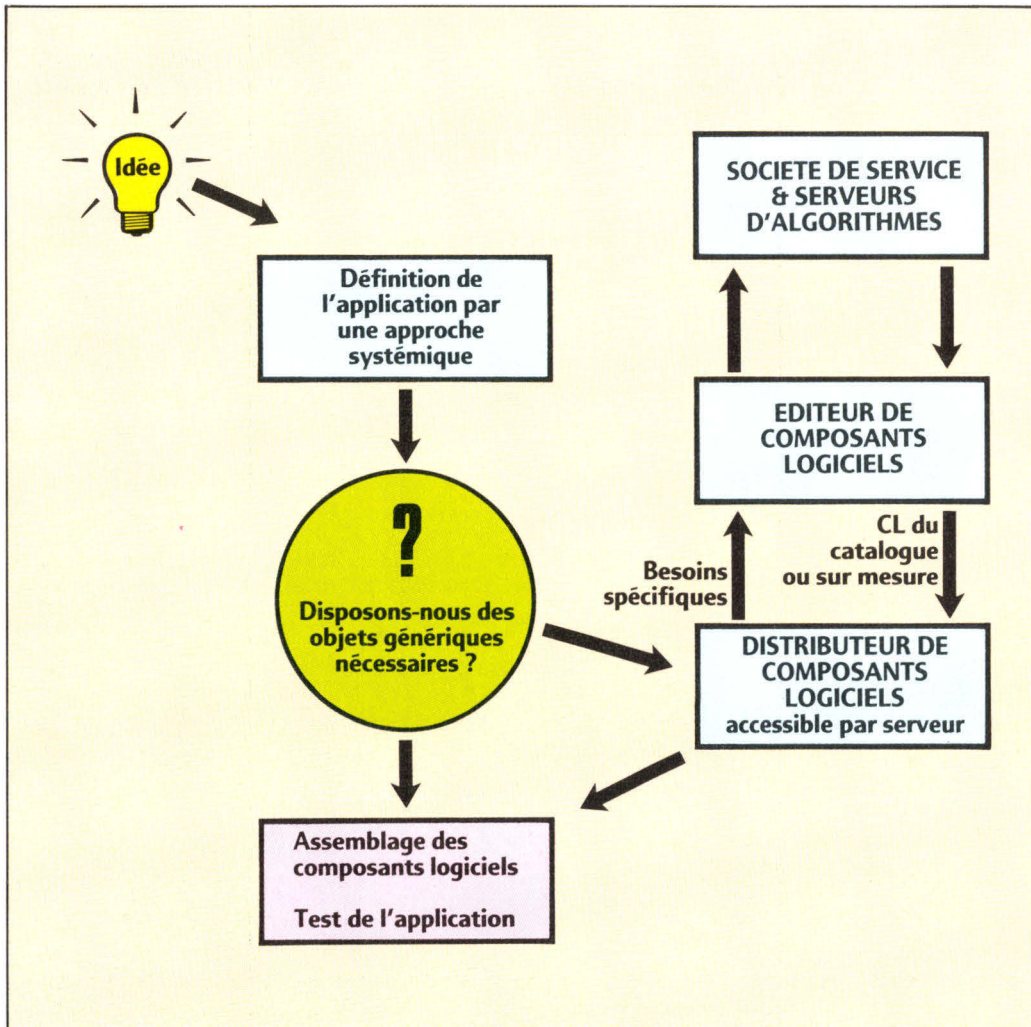 Idée
Définition de
l'application par
une approche
systémique
?
Disposons-nous des
objets génériques
nécessaires ?
Assemblage des
composants logiciels
Test de l'application
SOCIETE DE SERVICE
& SERVEURS
D'ALGORITHMES
EDITEUR DE
COMPOSANTS
LOGICIELS
Besoins
spécifiques
CL du
catalogue
ou sur mesure
DISTRIBUTEUR DE
COMPOSANTS
LOGICIELS
accessible par serveur